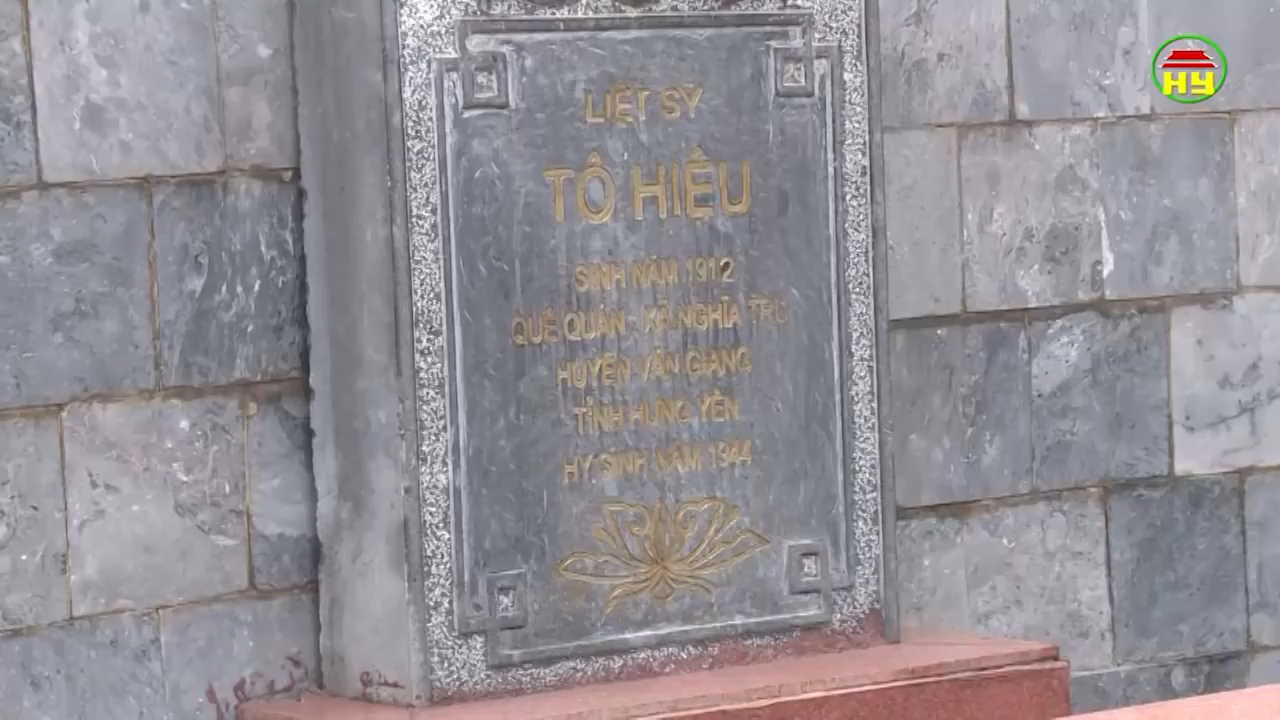 HY
LIỆT SỸ
TÔ HIỆU
SINH NĂM 1912
QUÊ QUÁN - XÃ NGHĨA TRỤ
HUYỆN VĂN GIANG
TỈNH HƯNG YÊN
HY SINH NĂM 1944